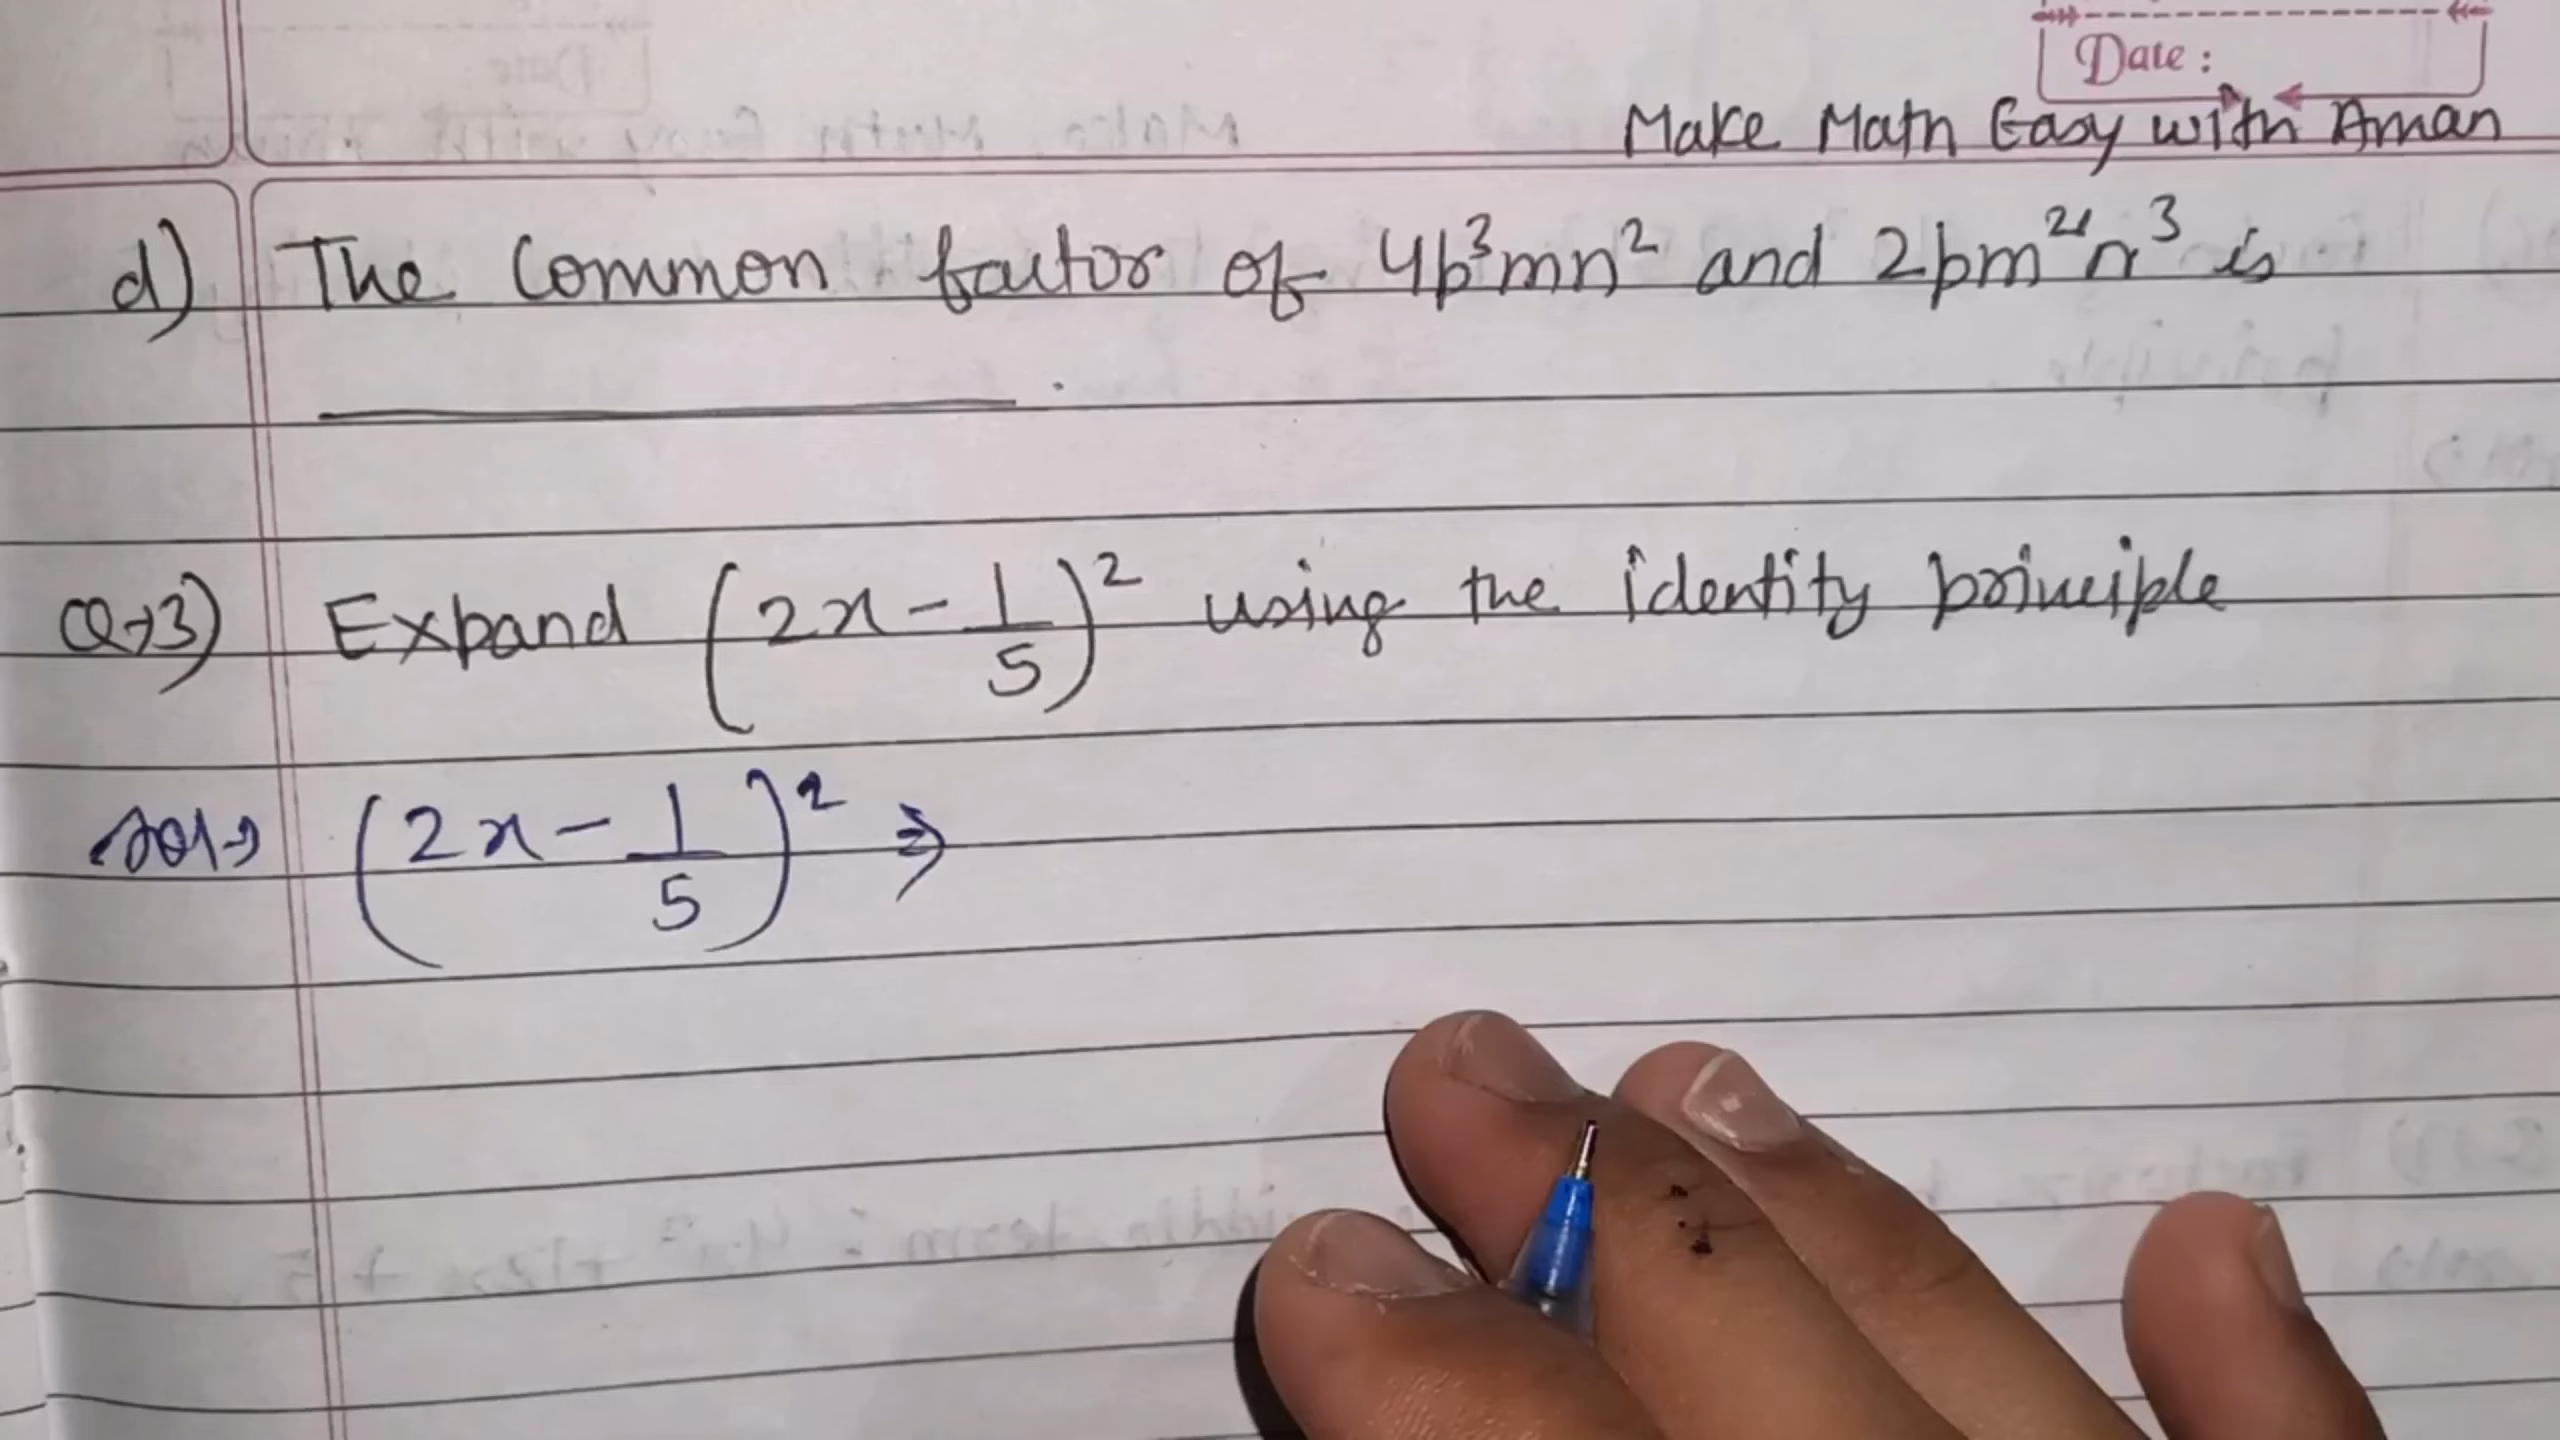 Date :
Make Math Easy with Aman
d) The Common factor of 4p³mn² and 2pm²n³ is
__________ .
Q→3) Expand (2x - 1/5)² using the identity principle
Sol→ (2x - 1/5)² ⇒